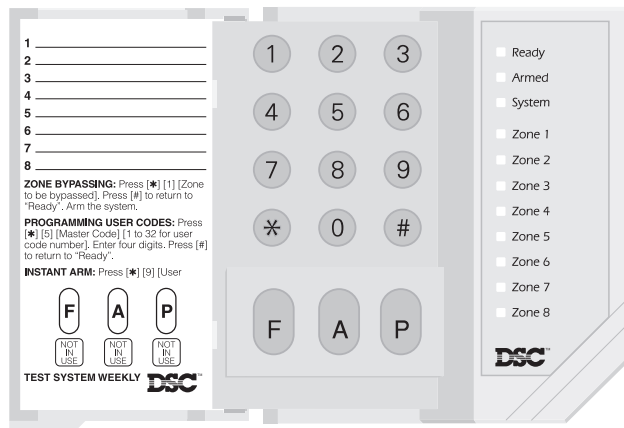 1
2
3
4
5
6
7
8
ZONE BYPASSING: Press [✱] [1] [Zone
to be bypassed]. Press [#] to return to
"Ready". Arm the system.
PROGRAMMING USER CODES: Press
[✱] [5] [Master Code] [1 to 32 for user
code number]. Enter four digits. Press [#]
to return to "Ready".
INSTANT ARM: Press [✱] [9] [User
F A P
NOT IN USE
NOT IN USE
NOT IN USE
TEST SYSTEM WEEKLY DSC™
1 2 3
4 5 6
7 8 9
* 0 #
F A P
Ready
Armed
System
Zone 1
Zone 2
Zone 3
Zone 4
Zone 5
Zone 6
Zone 7
Zone 8
DSC™